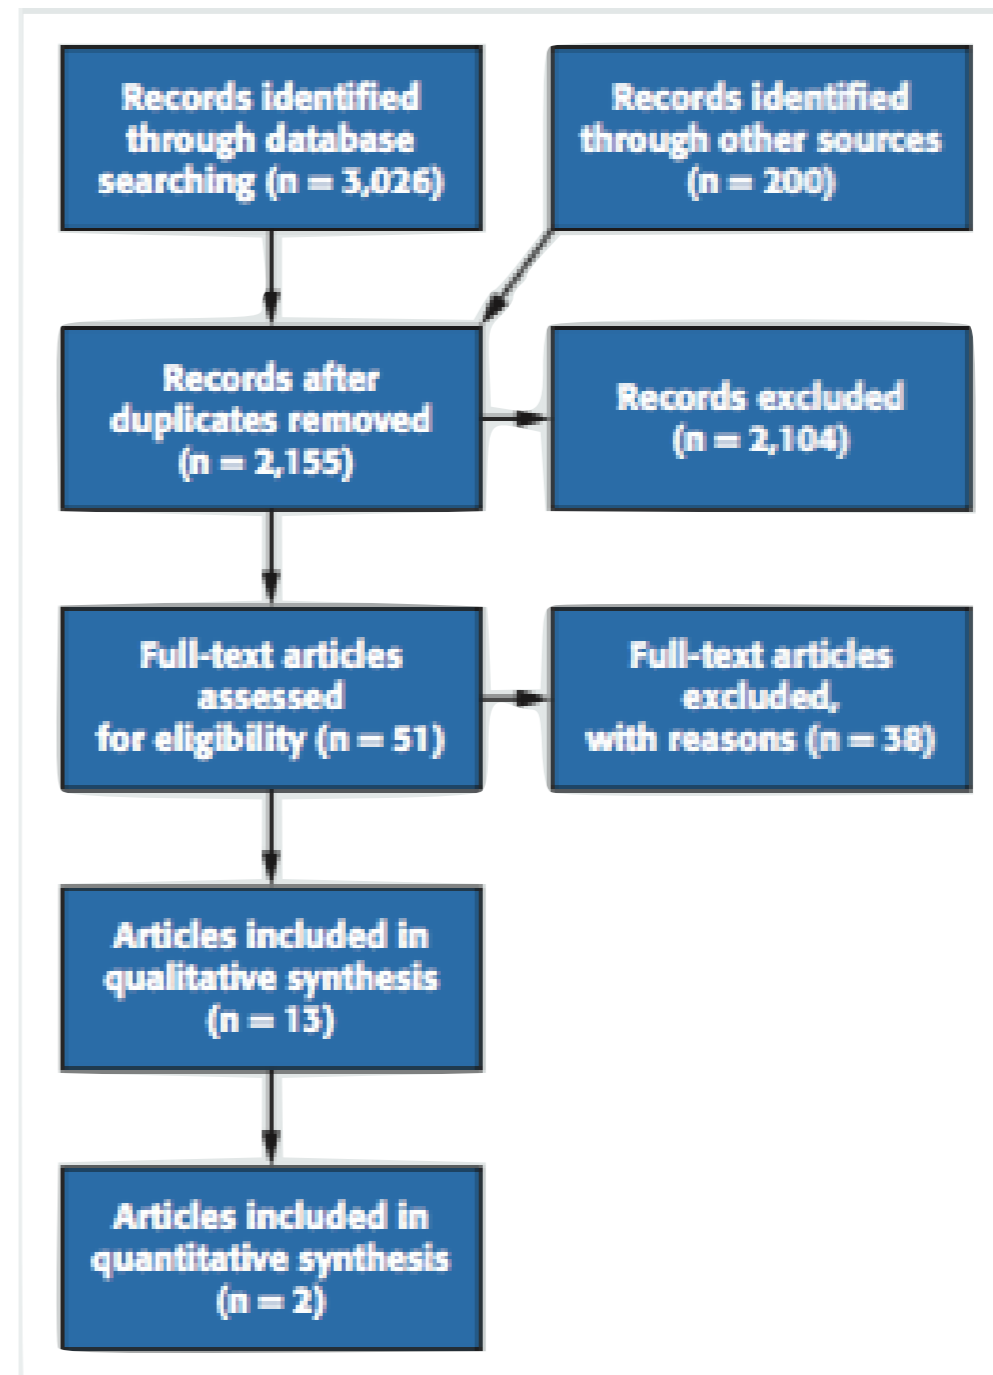 Records identified
through database
searching (n = 3,026)
Records identified
through other sources
(n = 200)
Records after
duplicates removed
(n = 2,155)
Records excluded
(n = 2,104)
Full-text articles
assessed
for eligibility (n = 51)
Full-text articles
excluded,
with reasons (n = 38)
Articles included in
qualitative synthesis
(n = 13)
Articles included in
quantitative synthesis
(n = 2)